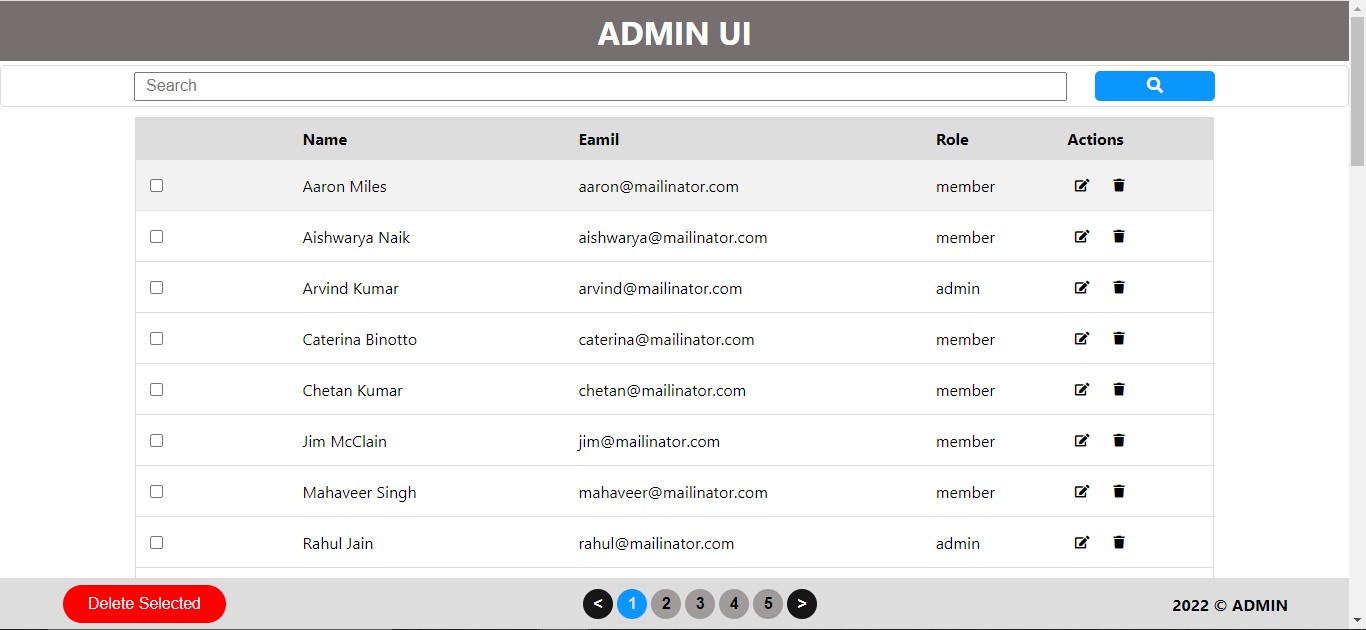 ADMIN UI
Search
Name Eamil Role Actions
Aaron Miles aaron@mailinator.com member
Aishwarya Naik aishwarya@mailinator.com member
Arvind Kumar arvind@mailinator.com admin
Caterina Binotto caterina@mailinator.com member
Chetan Kumar chetan@mailinator.com member
Jim McClain jim@mailinator.com member
Mahaveer Singh mahaveer@mailinator.com member
Rahul Jain rahul@mailinator.com admin
Delete Selected < 1 2 3 4 5 > 2022 © ADMIN